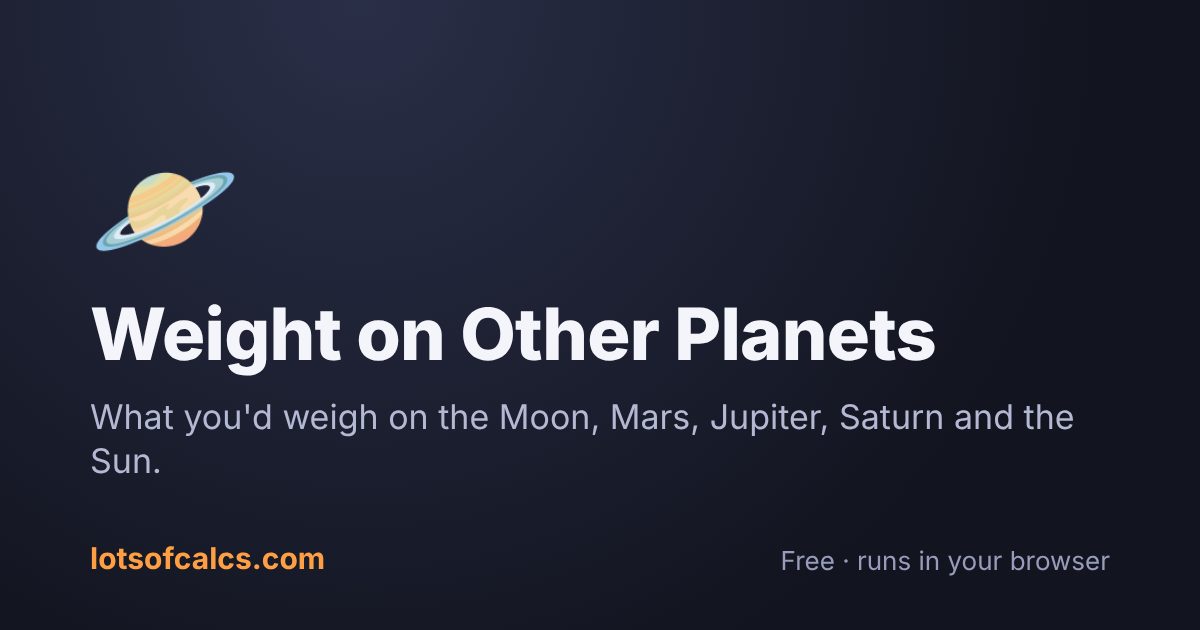 Weight on Other Planets
What you'd weigh on the Moon, Mars, Jupiter, Saturn and the
Sun.
lotsofcalcs.com
Free · runs in your browser